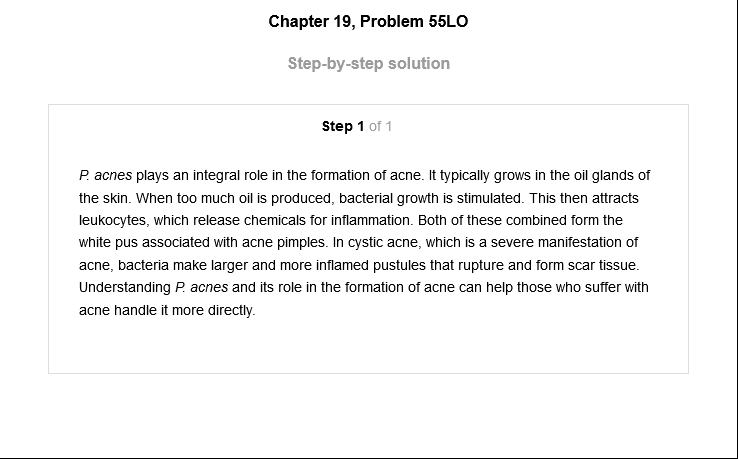 Chapter 19, Problem 55LO
Step-by-step solution
Step 1 of 1
P. acnes plays an integral role in the formation of acne. It typically grows in the oil glands of
the skin. When too much oil is produced, bacterial growth is stimulated. This then attracts
leukocytes, which release chemicals for inflammation. Both of these combined form the
white pus associated with acne pimples. In cystic acne, which is a severe manifestation of
acne, bacteria make larger and more inflamed pustules that rupture and form scar tissue.
Understanding P. acnes and its role in the formation of acne can help those who suffer with
acne handle it more directly.